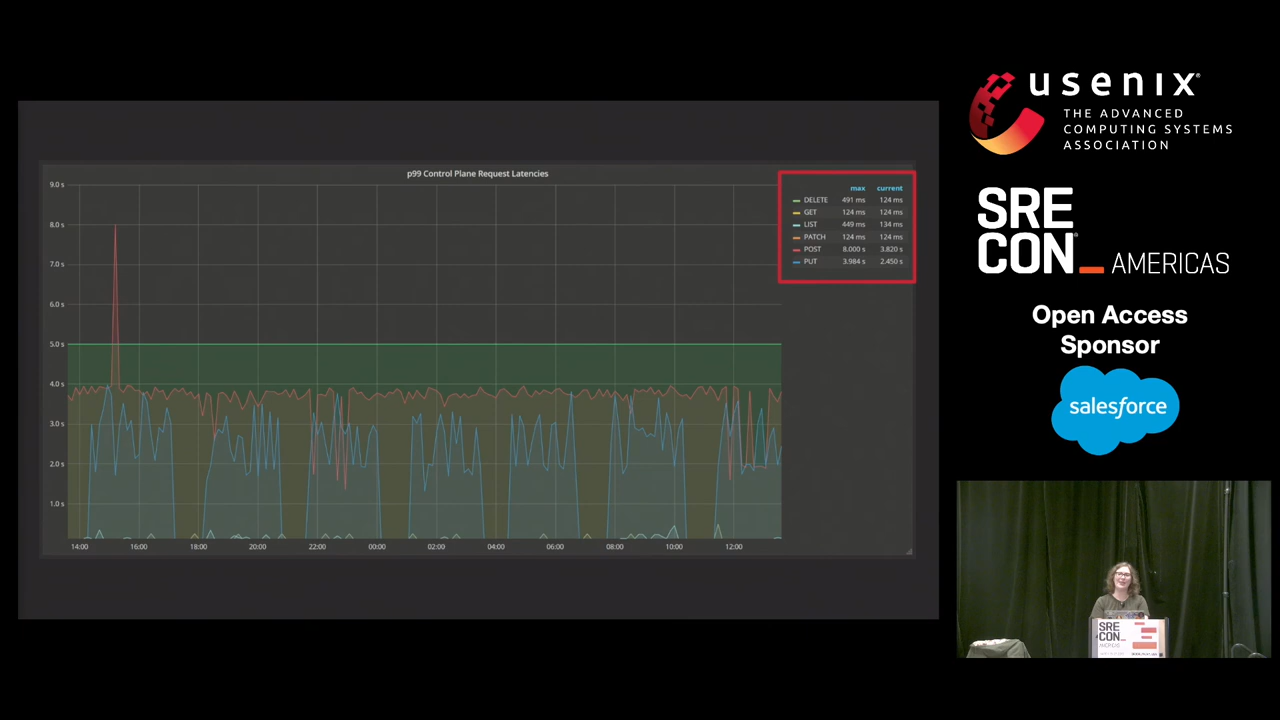 p99 Control Plane Request Latencies
9.0 s
8.0 s
7.0 s
6.0 s
5.0 s
4.0 s
3.0 s
2.0 s
1.0 s
14:00 16:00 18:00 20:00 22:00 00:00 02:00 04:00 06:00 08:00 10:00 12:00
max current
DELETE 491 ms 124 ms
GET 124 ms 124 ms
LIST 449 ms 134 ms
PATCH 124 ms 124 ms
POST 8.000 s 3.820 s
PUT 3.984 s 2.450 s
usenix®
THE ADVANCED
COMPUTING SYSTEMS
ASSOCIATION
SRE
CON_ AMERICAS
Open Access
Sponsor
salesforce
SRE
CON_
AMERICAS